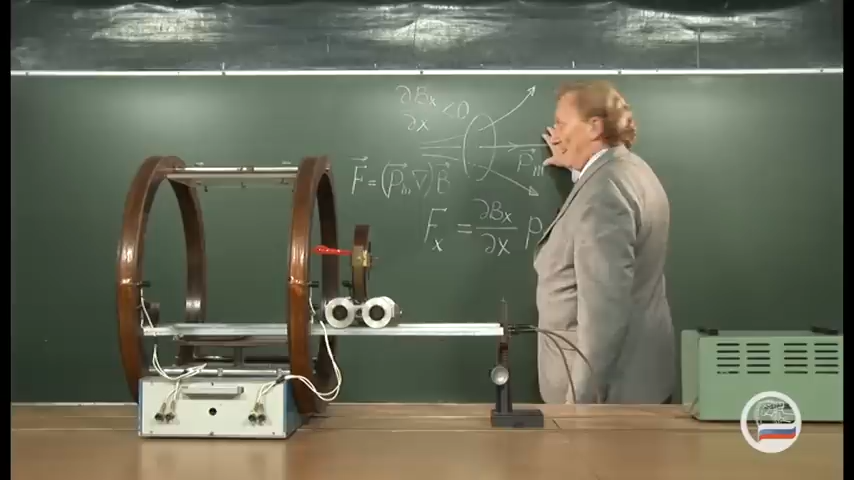 ∂Bₓ/∂x < 0
p⃗ₘ
F⃗ = (p⃗ₘ∇)B⃗
Fₓ = ∂Bₓ/∂x p